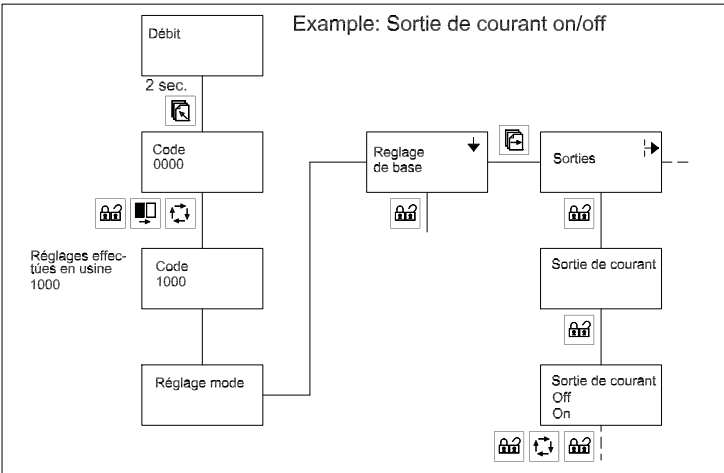 Example: Sortie de courant on/off
Débit
2 sec.
Code
0000
Réglages effec-
túes en usine
1000
Code
1000
Réglage mode
Reglage
de base
Sorties
Sortie de courant
Sortie de courant
Off
On